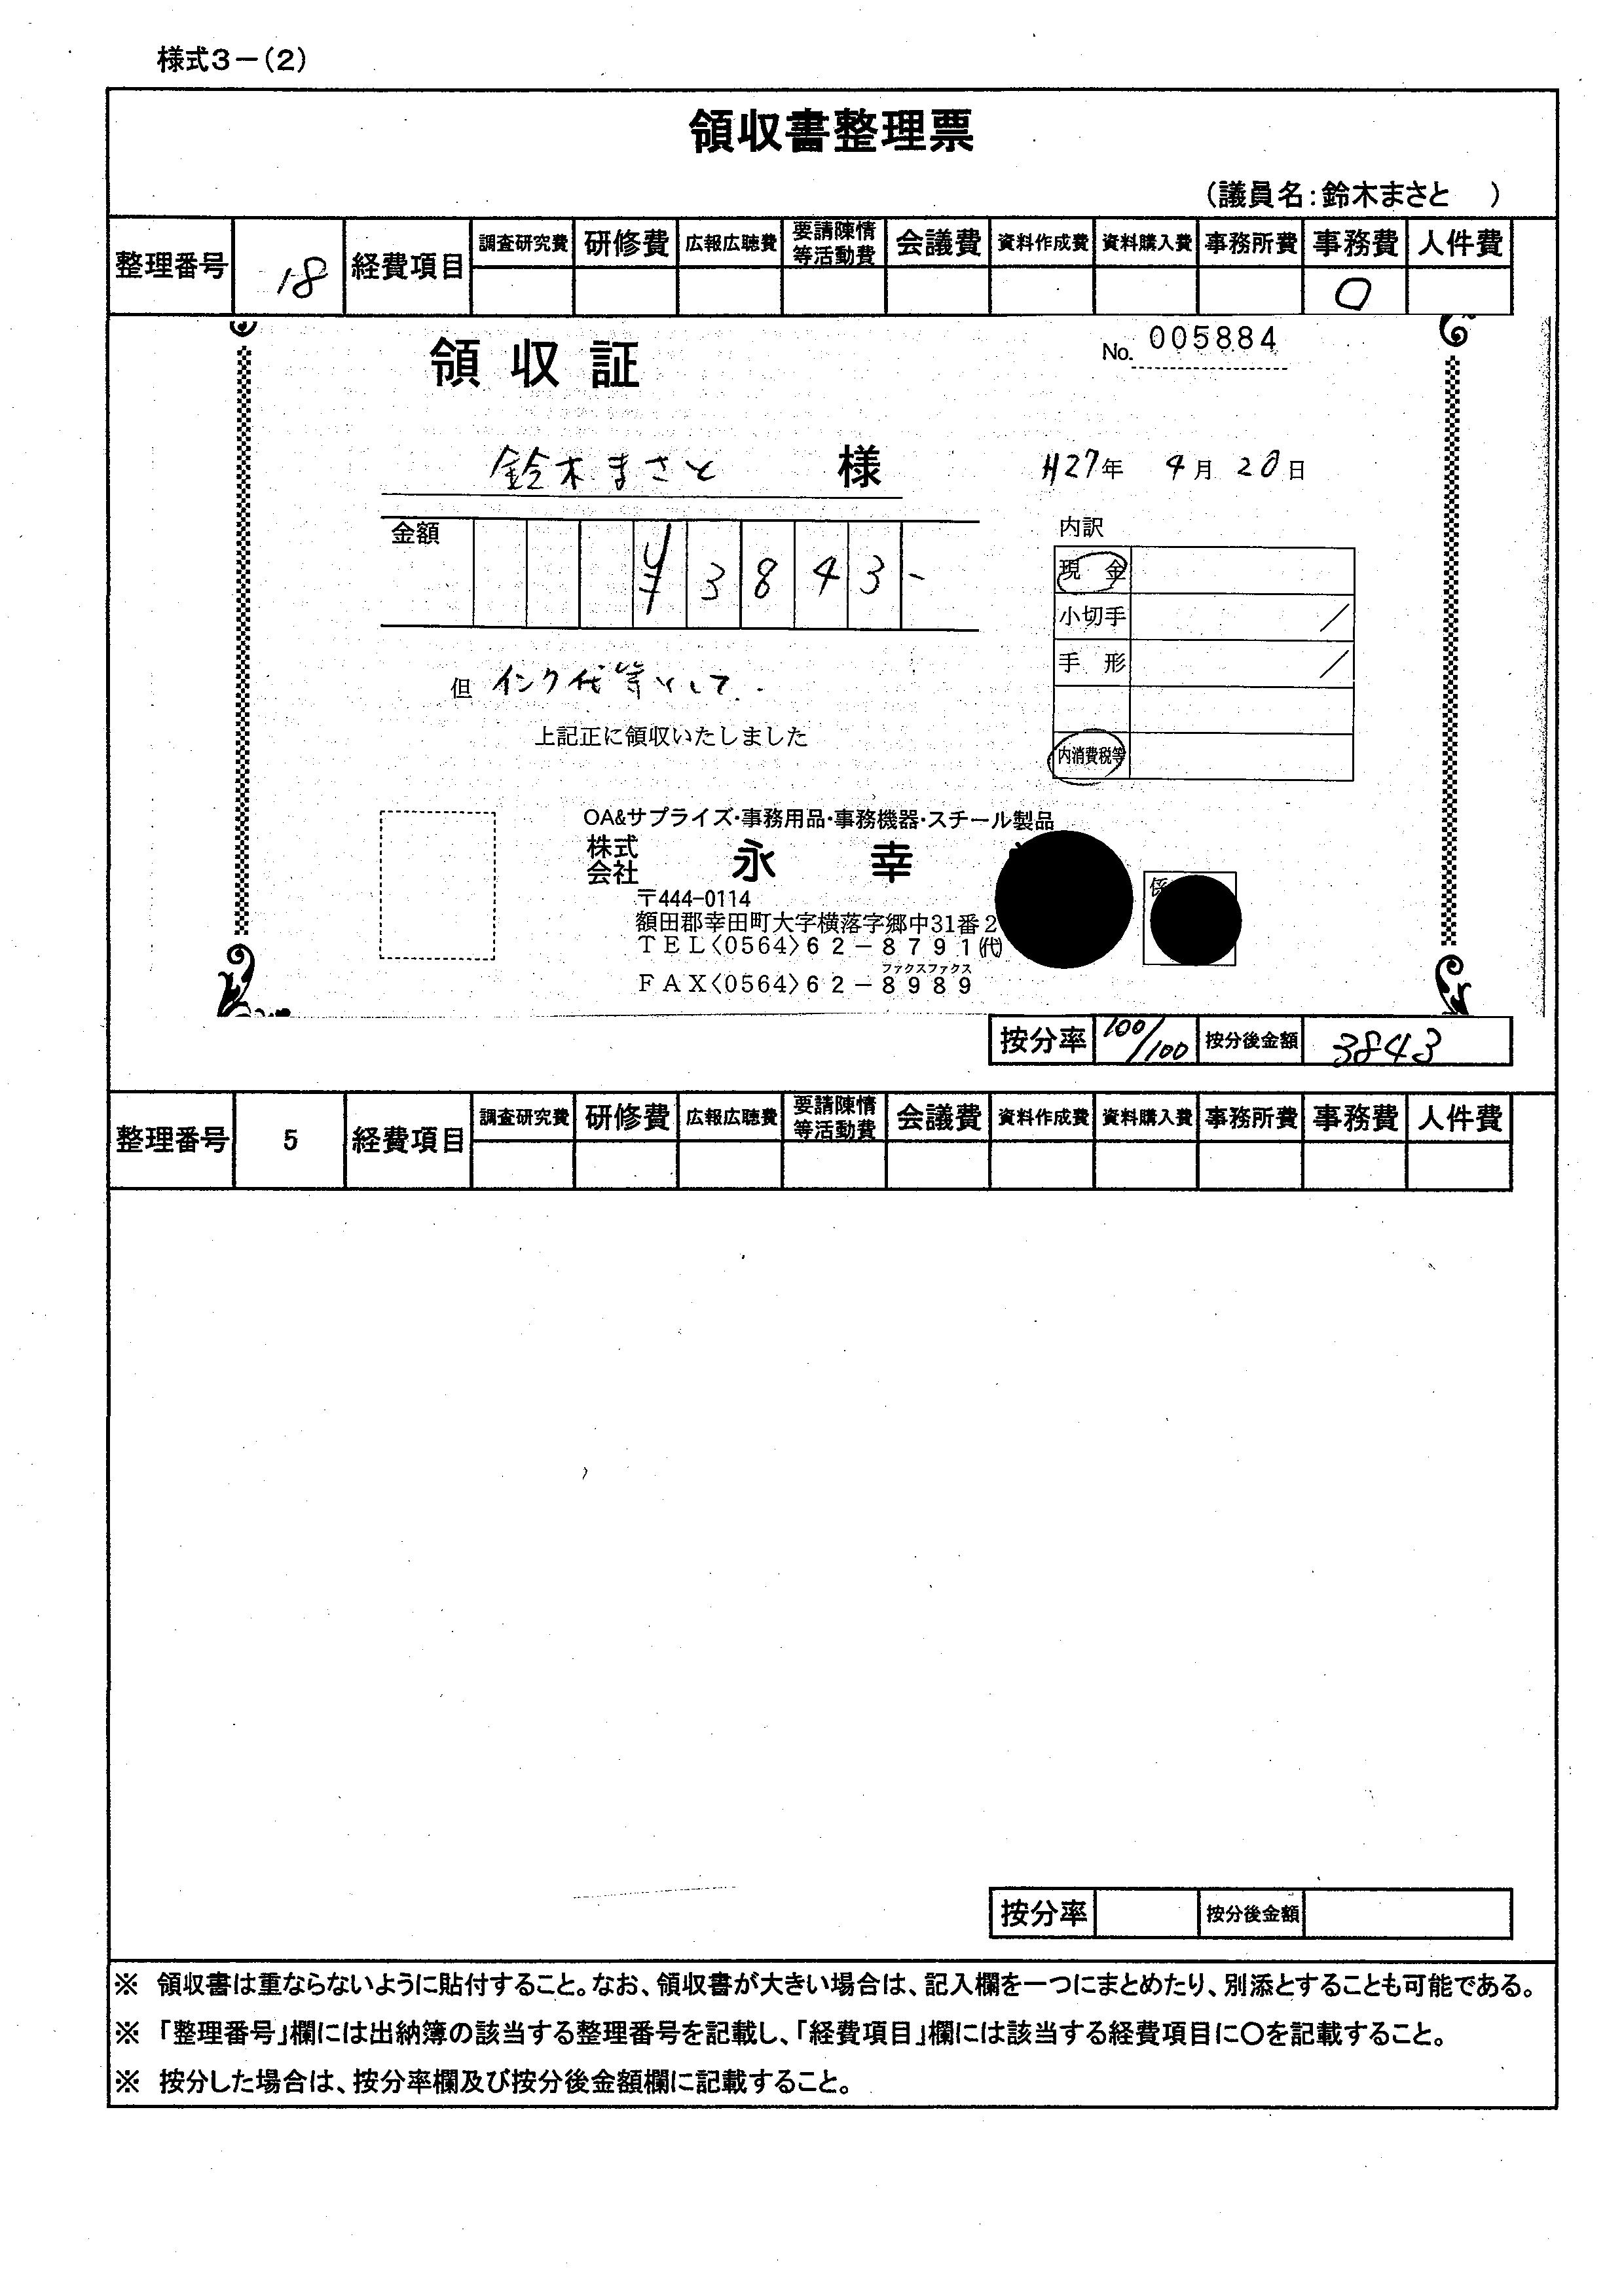 様式3－(2)
領収書整理票
(議員名:鈴木まさと　)
整理番号 18 経費項目 調査研究費 研修費 広報広聴費 要請陳情等活動費 会議費 資料作成費 資料購入費 事務所費 事務費 人件費
○
領収証
No. 005884
鈴木まさと 様 H27年 4月 20日
金額 ¥3843-
内訳
現金
小切手 /
手形 /
内消費税等
但 インク代等として.
上記正に領収いたしました
OA&サプライズ・事務用品・事務機器・スチール製品
株式会社 永幸
〒444-0114
額田郡幸田町大字横落字郷中31番2
TEL〈0564〉62－8791(代)
ファクスファクス
FAX〈0564〉62－8989
係
按分率 100/100 按分後金額 3843
整理番号 5 経費項目 調査研究費 研修費 広報広聴費 要請陳情等活動費 会議費 資料作成費 資料購入費 事務所費 事務費 人件費
按分率 按分後金額
※ 領収書は重ならないように貼付すること。なお、領収書が大きい場合は、記入欄を一つにまとめたり、別添とすることも可能である。
※ 「整理番号」欄には出納簿の該当する整理番号を記載し、「経費項目」欄には該当する経費項目に○を記載すること。
※ 按分した場合は、按分率欄及び按分後金額欄に記載すること。